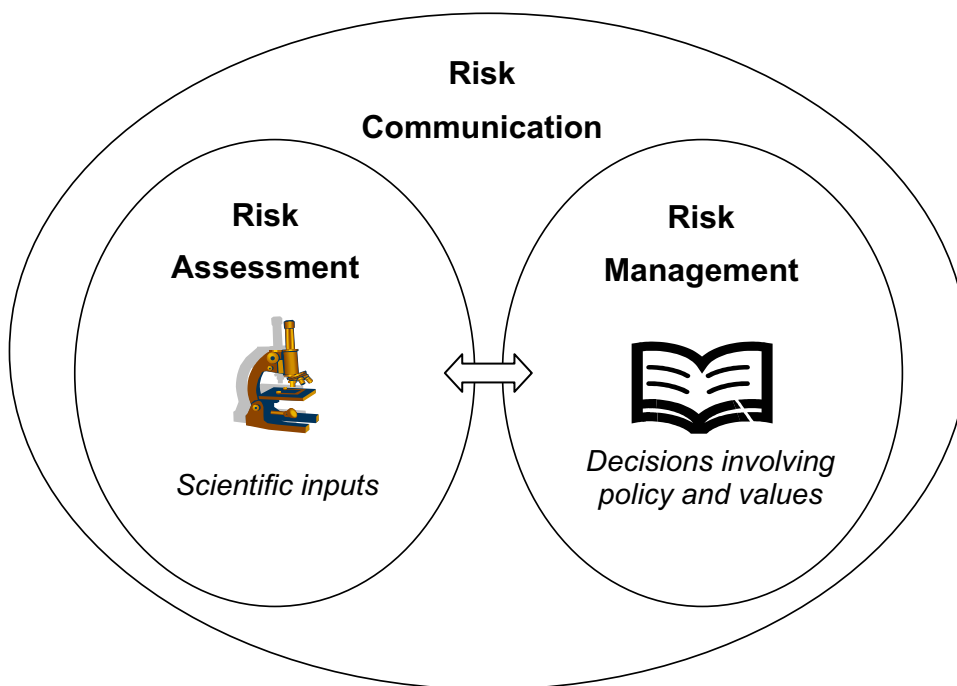 Risk
Communication
Risk
Assessment
Scientific inputs
Risk
Management
Decisions involving
policy and values